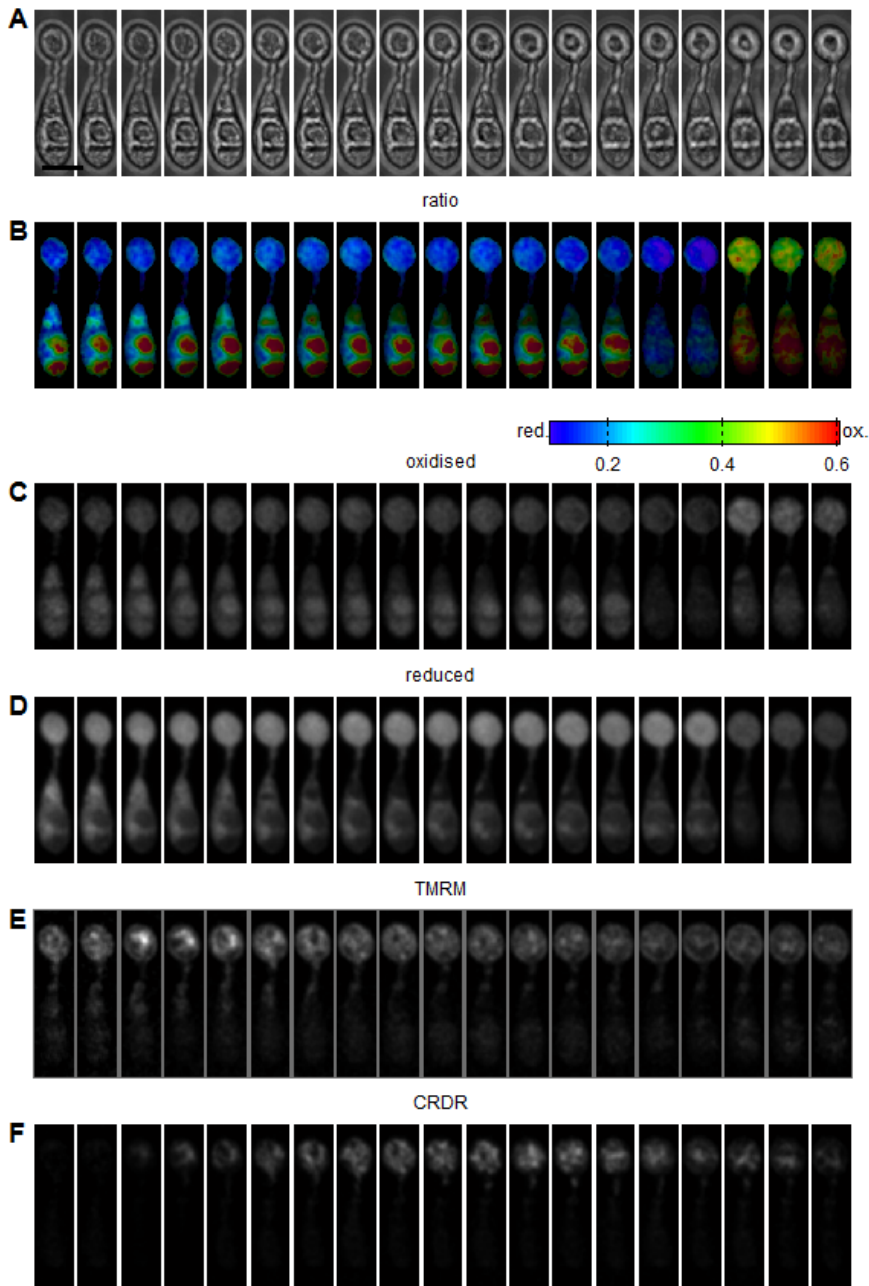 A
ratio
B
red. ox.
0.2 0.4 0.6
oxidised
C
reduced
D
TMRM
E
CRDR
F